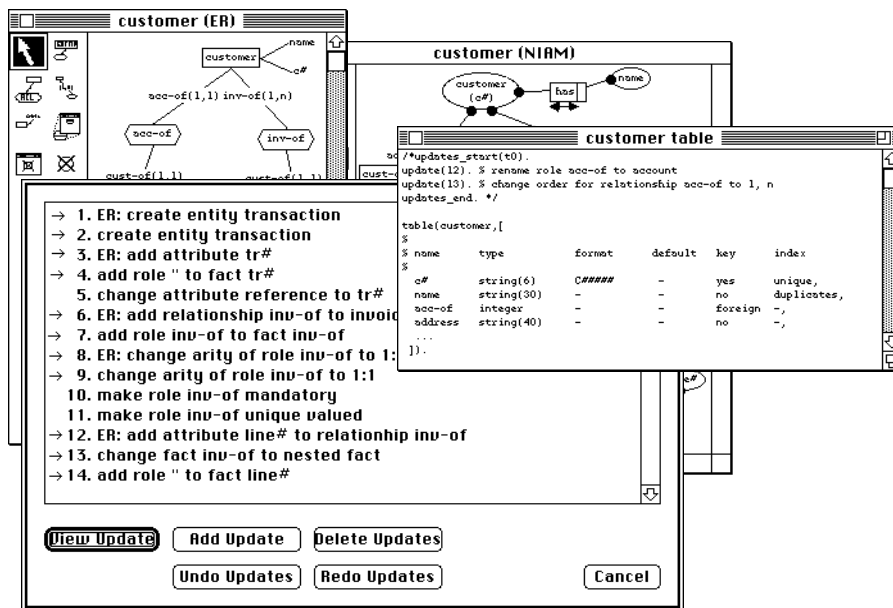 customer (ER)
customer
name
c#
acc-of(1,1) inv-of(1,n)
acc-of
inv-of
cust-of(1,1)
customer (NIAM)
customer
(c#)
has
name
customer table
/*updates_start(t0).
update(12). % rename role acc-of to account
update(13). % change order for relationship acc-of to 1, n
updates_end. */
table(customer,[
%
% name type format default key index
%
c# string(6) C##### - yes unique,
name string(30) - - no duplicates,
acc-of integer - - foreign -,
address string(40) - - no -,
...
]).
→ 1. ER: create entity transaction
→ 2. create entity transaction
→ 3. ER: add attribute tr#
→ 4. add role '' to fact tr#
5. change attribute reference to tr#
→ 6. ER: add relationship inv-of to
→ 7. add role inv-of to fact inv-of
→ 8. ER: change arity of role inv-of to
→ 9. change arity of role inv-of to 1:1
10. make role inv-of mandatory
11. make role inv-of unique valued
→ 12. ER: add attribute line# to relationhip inv-of
→ 13. change fact inv-of to nested fact
→ 14. add role '' to fact line#
View Update
Add Update
Delete Updates
Undo Updates
Redo Updates
Cancel